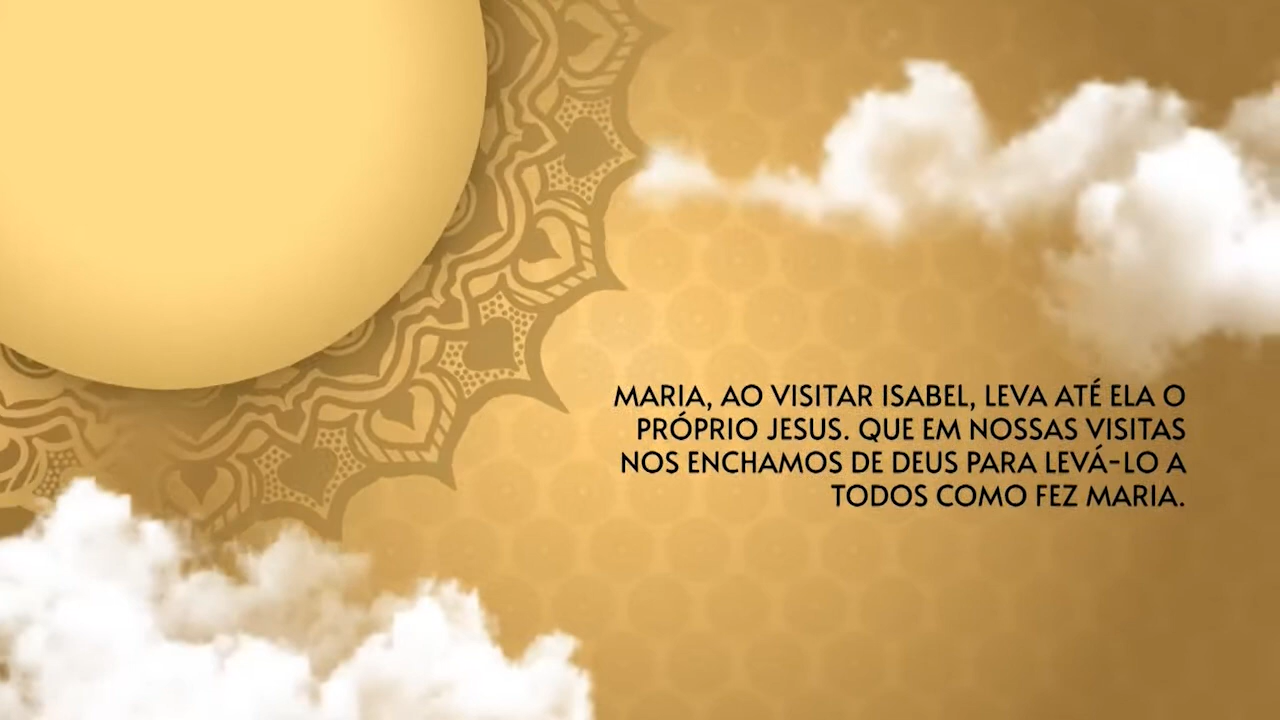 MARIA, AO VISITAR ISABEL, LEVA ATÉ ELA O
PRÓPRIO JESUS. QUE EM NOSSAS VISITAS
NOS ENCHAMOS DE DEUS PARA LEVÁ-LO A
TODOS COMO FEZ MARIA.